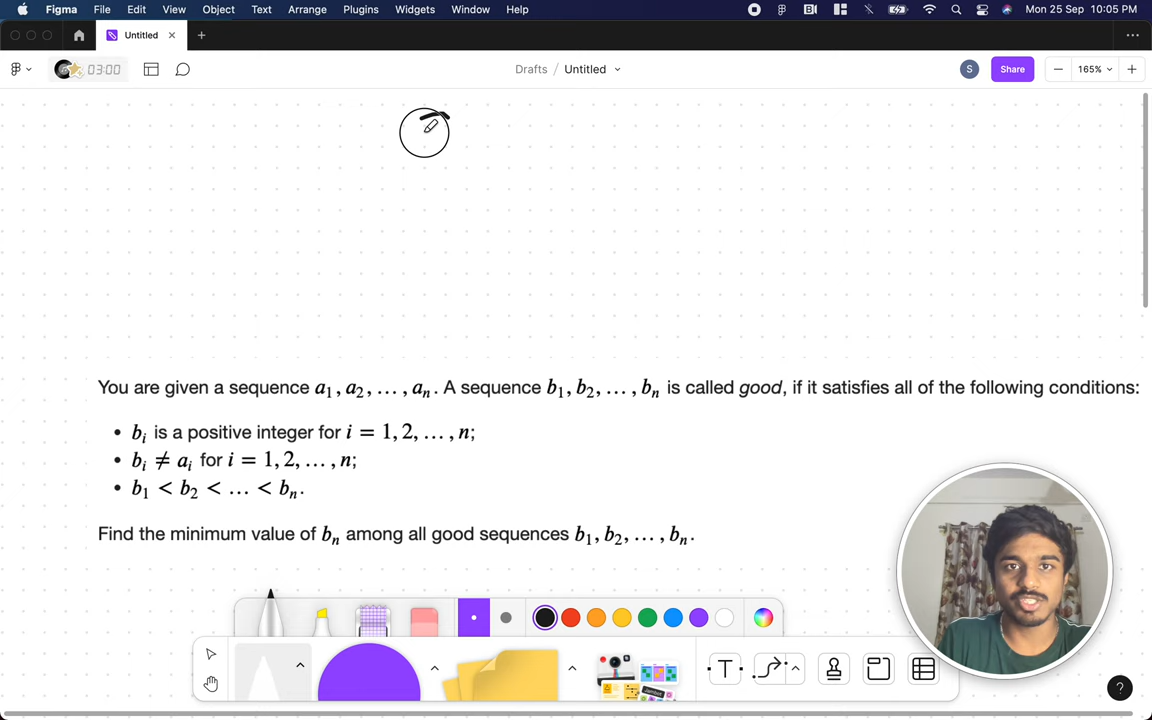 Figma File Edit View Object Text Arrange Plugins Widgets Window Help Mon 25 Sep 10:05 PM
Untitled
03:00 Drafts / Untitled S Share 165%
You are given a sequence a₁, a₂, …, aₙ. A sequence b₁, b₂, …, bₙ is called good, if it satisfies all of the following conditions:
• bᵢ is a positive integer for i = 1, 2, …, n;
• bᵢ ≠ aᵢ for i = 1, 2, …, n;
• b₁ < b₂ < … < bₙ.
Find the minimum value of bₙ among all good sequences b₁, b₂, …, bₙ.
T
?